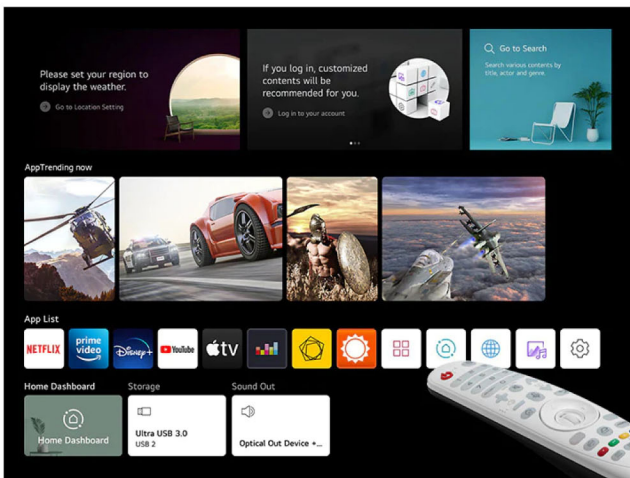 Please set your region to
display the weather.
Go to Location Setting
If you log in, customized
contents will be
recommended for you.
Log in to your account
Go to Search
Search various contents by
title, actor and genre.
AppTrending now
App List
NETFLIX
prime
video
Disney+
YouTube
tv
Home Dashboard
Storage
Sound Out
Home Dashboard
Ultra USB 3.0
USB 2
Optical Out Device +...